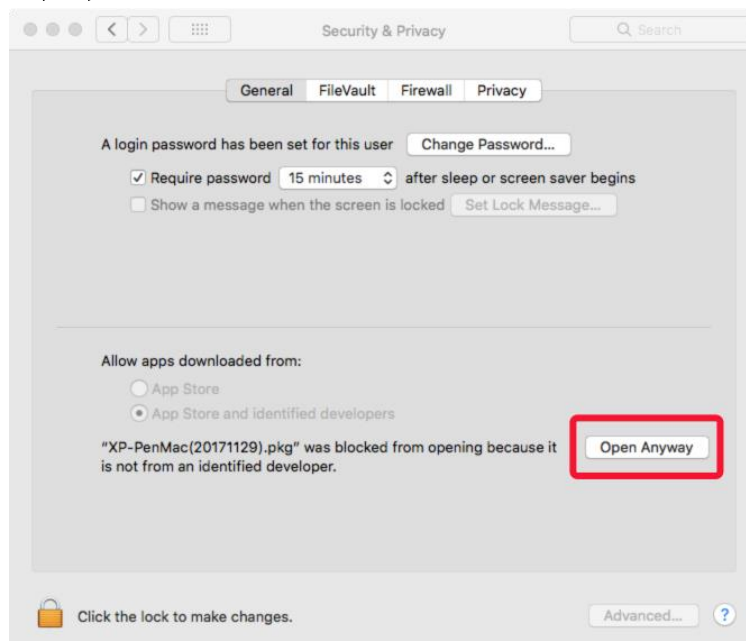 Security & Privacy
Search
General FileVault Firewall Privacy
A login password has been set for this user Change Password...
Require password 15 minutes after sleep or screen saver begins
Show a message when the screen is locked Set Lock Message...
Allow apps downloaded from:
App Store
App Store and identified developers
"XP-PenMac(20171129).pkg" was blocked from opening because it
is not from an identified developer.
Open Anyway
Click the lock to make changes.
Advanced... ?